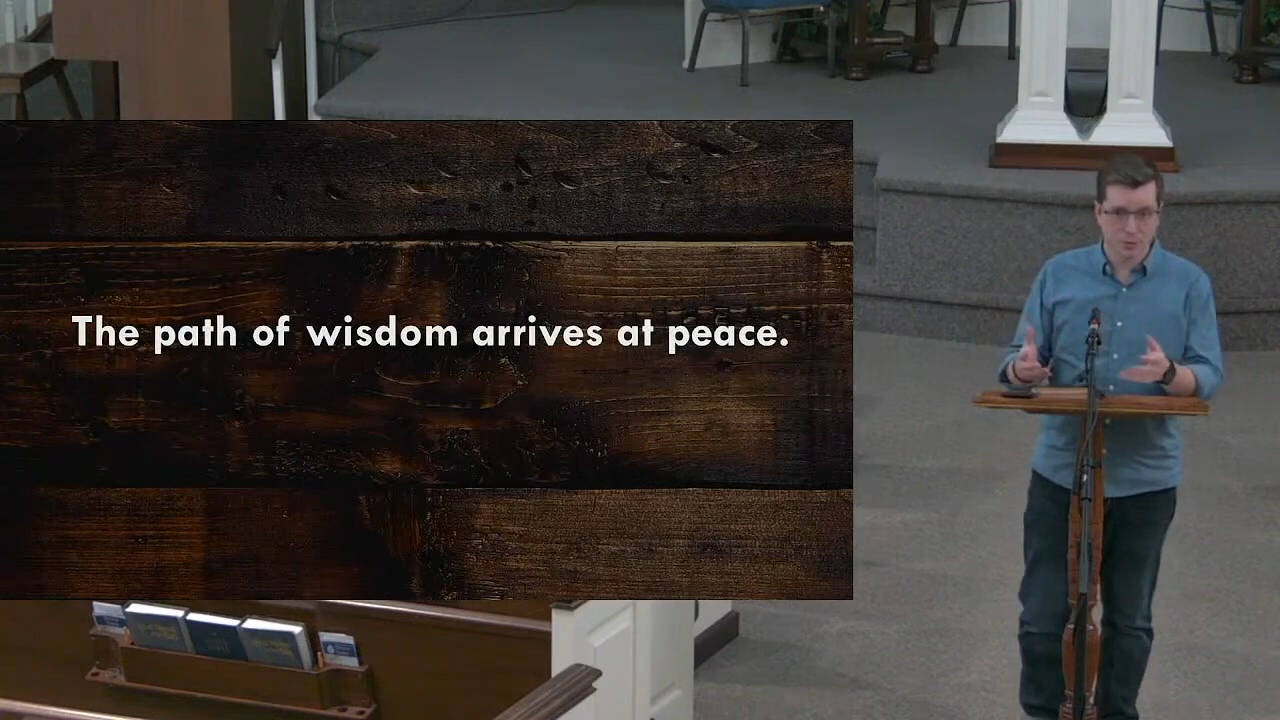 The path of wisdom arrives at peace.